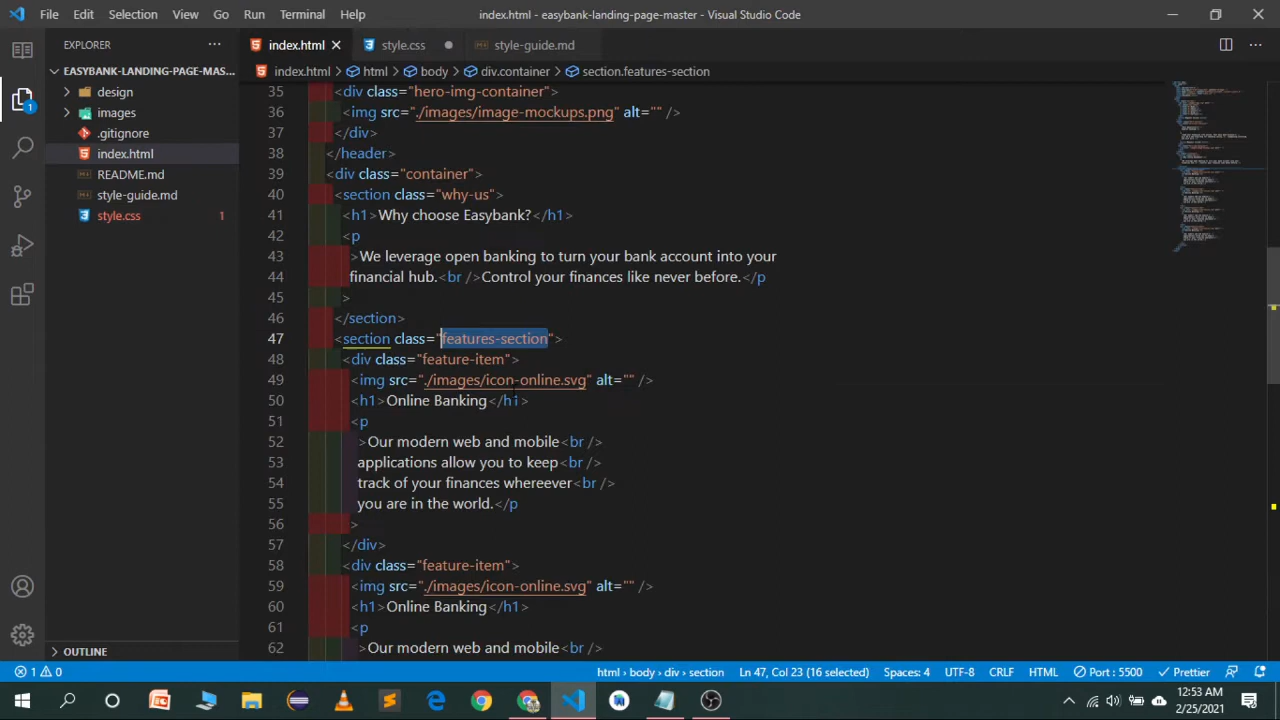 File Edit Selection View Go Run Terminal Help index.html - easybank-landing-page-master - Visual Studio Code
EXPLORER
index.html
style.css
style-guide.md
EASYBANK-LANDING-PAGE-MAS...
index.html > html > body > div.container > section.features-section
design
images
.gitignore
index.html
README.md
style-guide.md
style.css 1
1
35 <div class="hero-img-container">
36 <img src="./images/image-mockups.png" alt="" />
37 </div>
38 </header>
39 <div class="container">
40 <section class="why-us">
41 <h1>Why choose Easybank?</h1>
42 <p
43 >We leverage open banking to turn your bank account into your
44 financial hub.<br />Control your finances like never before.</p
45 >
46 </section>
47 <section class="features-section">
48 <div class="feature-item">
49 <img src="./images/icon-online.svg" alt="" />
50 <h1>Online Banking</h1>
51 <p
52 >Our modern web and mobile<br />
53 applications allow you to keep<br />
54 track of your finances whereever<br />
55 you are in the world.</p
56 >
57 </div>
58 <div class="feature-item">
59 <img src="./images/icon-online.svg" alt="" />
60 <h1>Online Banking</h1>
61 <p
62 >Our modern web and mobile<br />
OUTLINE
1 0 html > body > div > section Ln 47, Col 23 (16 selected) Spaces: 4 UTF-8 CRLF HTML Port : 5500 Prettier
12:53 AM
2/25/2021